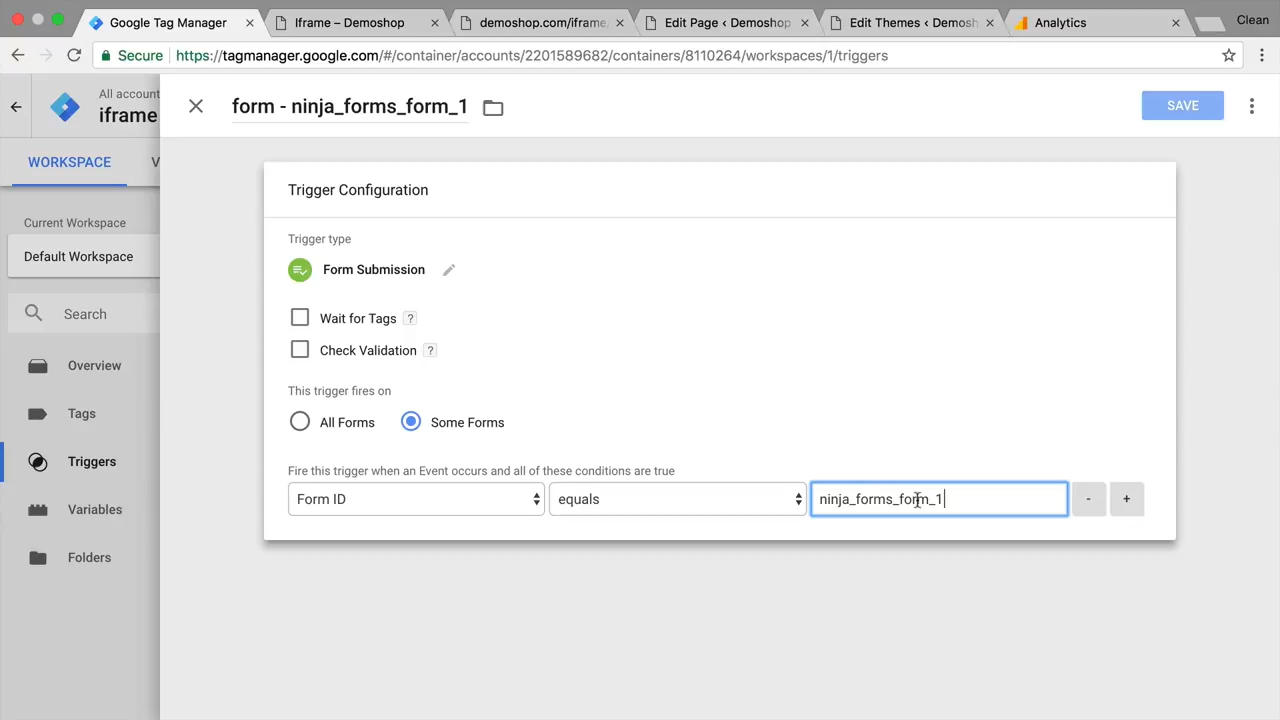 Google Tag Manager
Iframe – Demoshop
demoshop.com/iframe
Edit Page ‹ Demoshop
Edit Themes ‹ Demosh
Analytics
Clean
Secure
https://tagmanager.google.com/#/container/accounts/2201589682/containers/8110264/workspaces/1/triggers
All account
iframe
form - ninja_forms_form_1
SAVE
WORKSPACE
V
Current Workspace
Default Workspace
Search
Overview
Tags
Triggers
Variables
Folders
Trigger Configuration
Trigger type
Form Submission
Wait for Tags ?
Check Validation ?
This trigger fires on
All Forms
Some Forms
Fire this trigger when an Event occurs and all of these conditions are true
Form ID
equals
ninja_forms_form_1
-
+